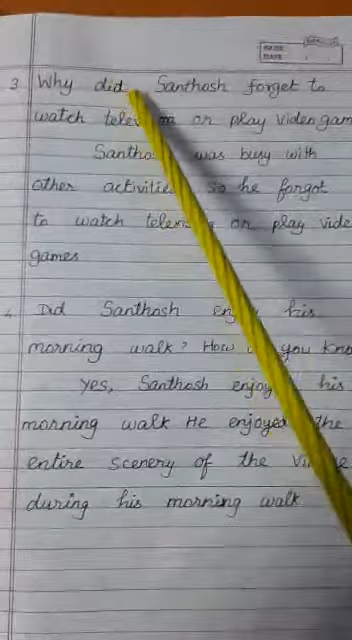 3 Why did Santhosh forget to
watch or play video gam
was busy with
other so he forgot
to watch or play vide
games
4. Did Santhosh his
morning walk? How you Kno
Yes, Santhosh his
morning walk He enjoyed the
entire scenery of the
during his morning walk